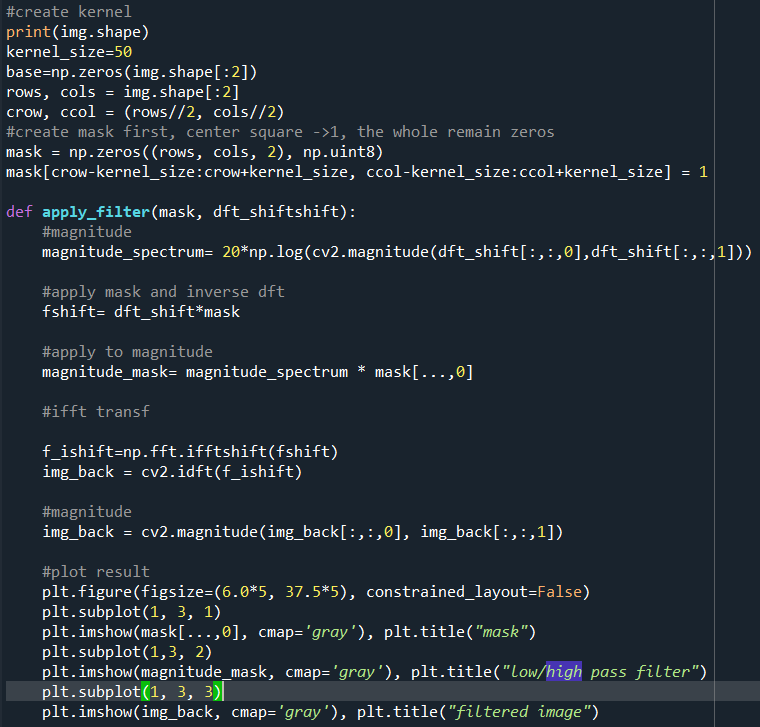 #create kernel
print(img.shape)
kernel_size=50
base=np.zeros(img.shape[:2])
rows, cols = img.shape[:2]
crow, ccol = (rows//2, cols//2)
#create mask first, center square ->1, the whole remain zeros
mask = np.zeros((rows, cols, 2), np.uint8)
mask[crow-kernel_size:crow+kernel_size, ccol-kernel_size:ccol+kernel_size] = 1
def apply_filter(mask, dft_shiftshift):
    #magnitude
    magnitude_spectrum= 20*np.log(cv2.magnitude(dft_shift[:,:,0],dft_shift[:,:,1]))
    #apply mask and inverse dft
    fshift= dft_shift*mask
    #apply to magnitude
    magnitude_mask= magnitude_spectrum * mask[...,0]
    #ifft transf
    f_ishift=np.fft.ifftshift(fshift)
    img_back = cv2.idft(f_ishift)
    #magnitude
    img_back = cv2.magnitude(img_back[:,:,0], img_back[:,:,1])
    #plot result
    plt.figure(figsize=(6.0*5, 37.5*5), constrained_layout=False)
    plt.subplot(1, 3, 1)
    plt.imshow(mask[...,0], cmap='gray'), plt.title("mask")
    plt.subplot(1,3, 2)
    plt.imshow(magnitude_mask, cmap='gray'), plt.title("low/high pass filter")
    plt.subplot(1, 3, 3)
    plt.imshow(img_back, cmap='gray'), plt.title("filtered image")